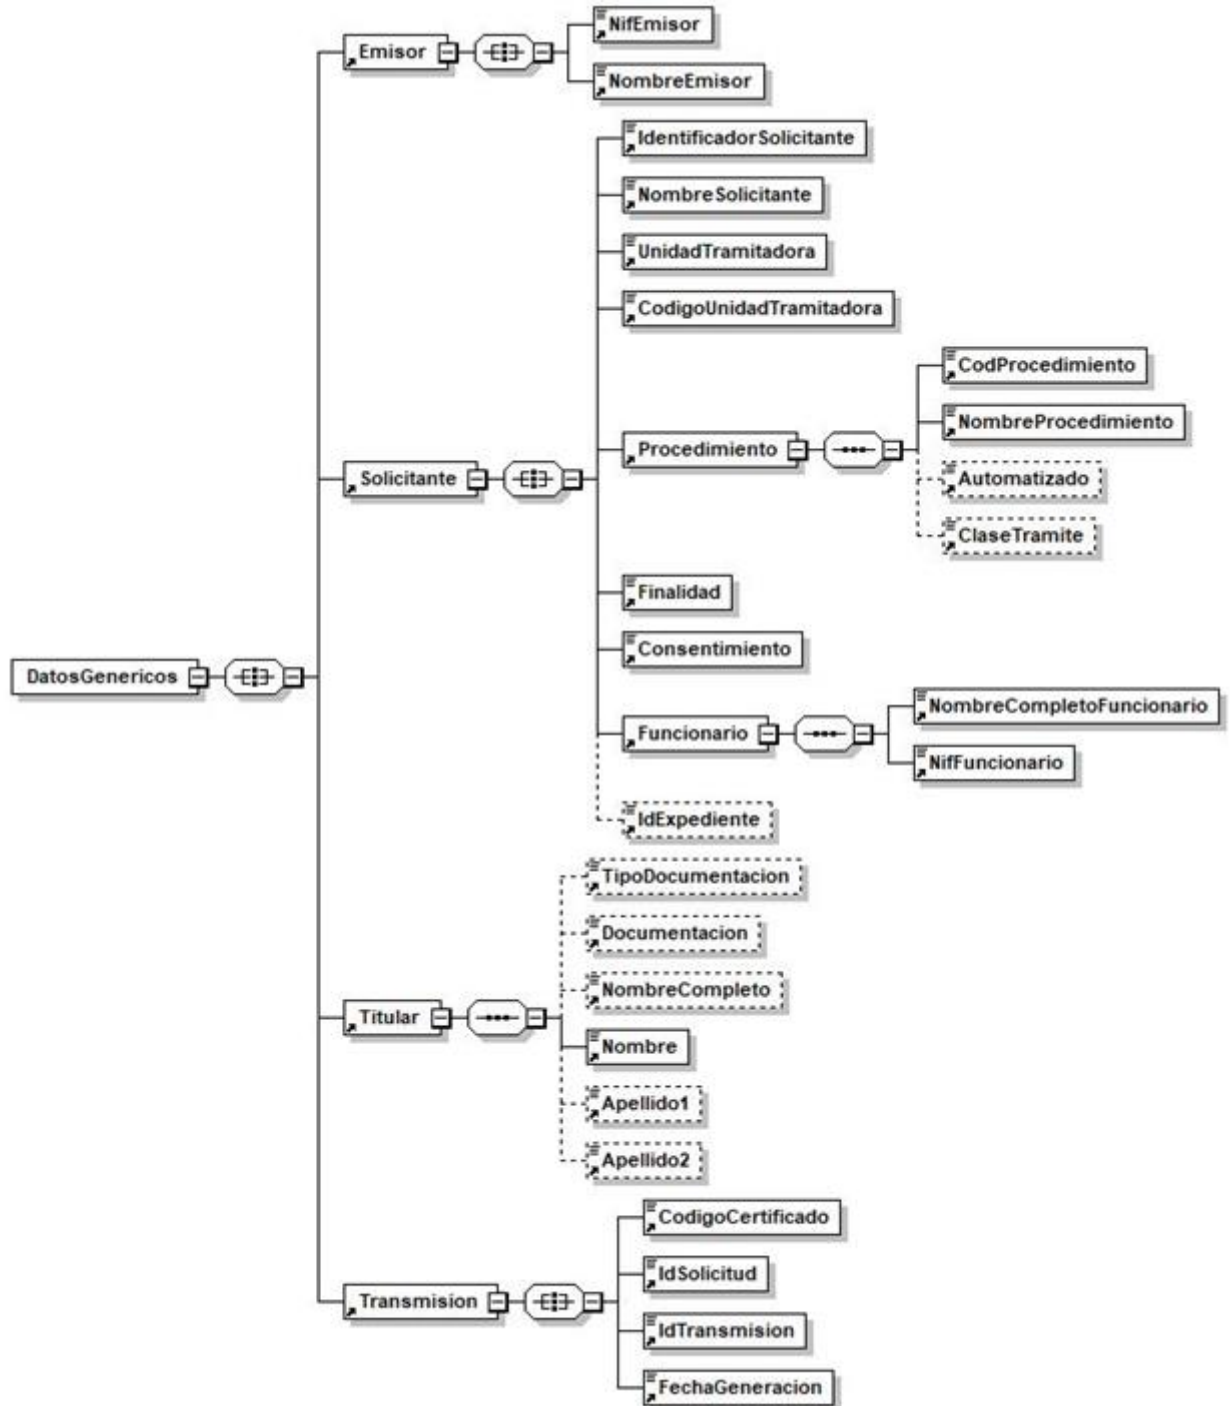 NifEmisor
Emisor
NombreEmisor
IdentificadorSolicitante
NombreSolicitante
UnidadTramitadora
CodigoUnidadTramitadora
CodProcedimiento
NombreProcedimiento
Procedimiento
Solicitante
Automatizado
ClaseTramite
Finalidad
Consentimiento
DatosGenericos
NombreCompletoFuncionario
Funcionario
NifFuncionario
IdExpediente
TipoDocumentacion
Documentacion
NombreCompleto
Titular
Nombre
Apellido1
Apellido2
CodigoCertificado
IdSolicitud
Transmision
IdTransmision
FechaGeneracion